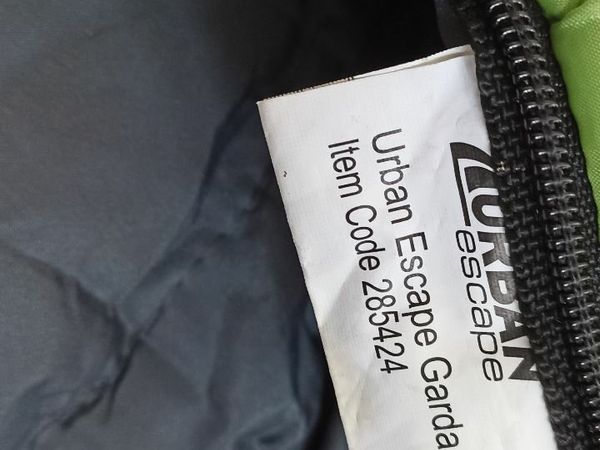 URBAN
escape
Urban Escape Garda
Item Code 285424